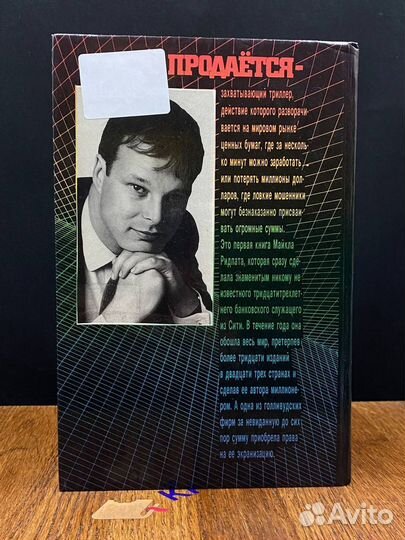 ПРОДАЁТСЯ-
захватывающий триллер,
действие которого разворачи-
вается на мировом рынке
ценных бумаг, где за несколь-
ко минут можно заработать
или потерять миллионы дол-
ларов, где ловкие мошенники
могут безнаказанно присваи-
вать огромные суммы.
Это первая книга Майкла
Ридпата, которая сразу сде-
лала знаменитым никому не
известного тридцатитрехлет-
него банковского служащего
из Сити. В течение года она
обошла весь мир, претерпев
более тридцати изданий
в двадцати трех странах и
сделав ее автора миллионе-
ром. А одна из голливудских
фирм за невиданную до сих
пор сумму приобрела права
на ее экранизацию.
Avito